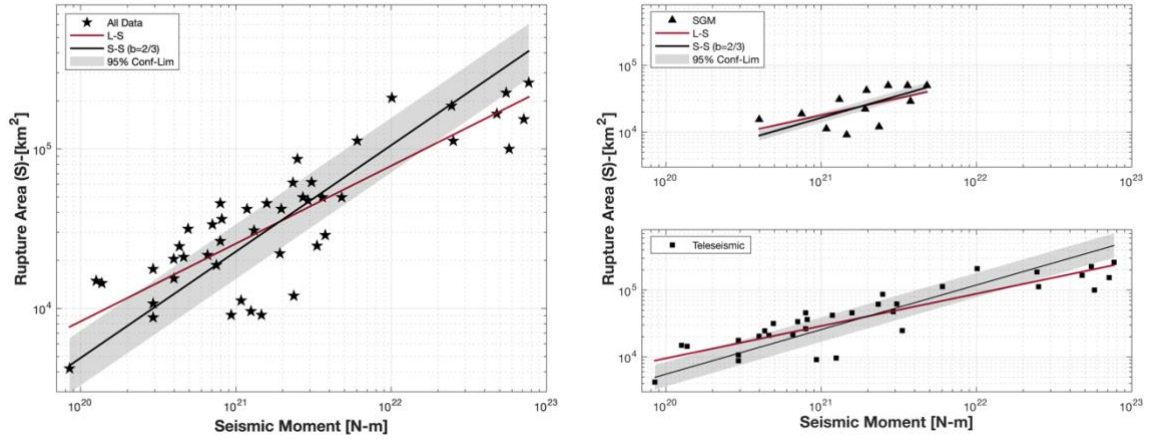 All Data
L-S
S-S (b=2/3)
95% Conf-Lim
Rupture Area (S)-[km²]
10⁵
10⁴
10²⁰
10²¹
10²²
10²³
Seismic Moment [N-m]
SGM
L-S
S-S (b=2/3)
95% Conf-Lim
10⁵
10⁴
10²⁰
10²¹
10²²
10²³
Rupture Area (S)-[km²]
Teleseismic
10⁵
10⁴
10²⁰
10²¹
10²²
10²³
Seismic Moment [N-m]